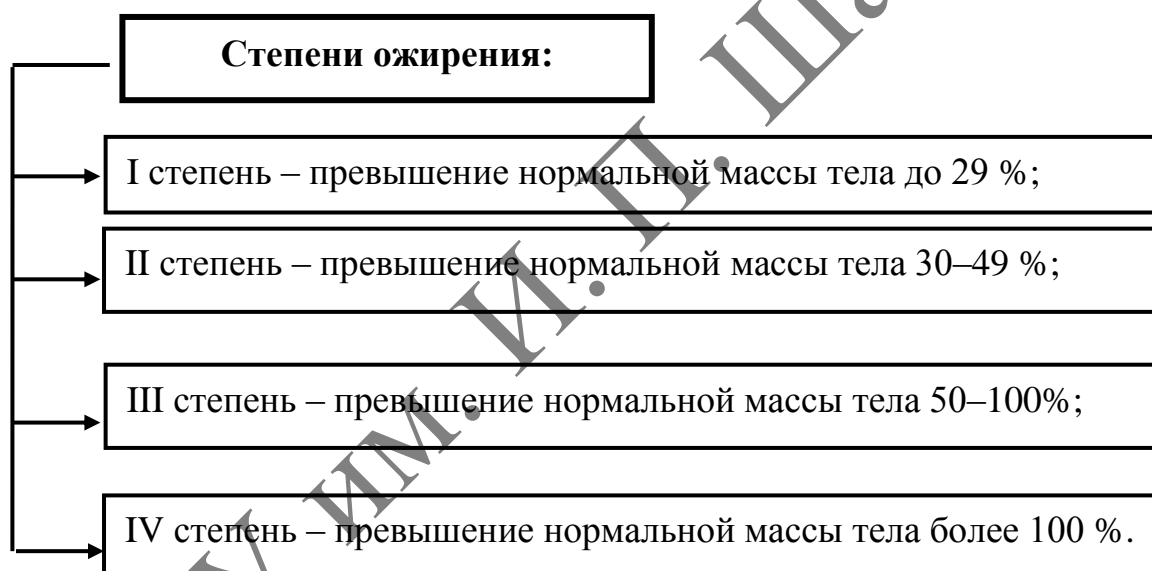 Степени ожирения:
I степень – превышение нормальной массы тела до 29 %;
II степень – превышение нормальной массы тела 30–49 %;
III степень – превышение нормальной массы тела 50–100%;
IV степень – превышение нормальной массы тела более 100 %.
им. И. П.